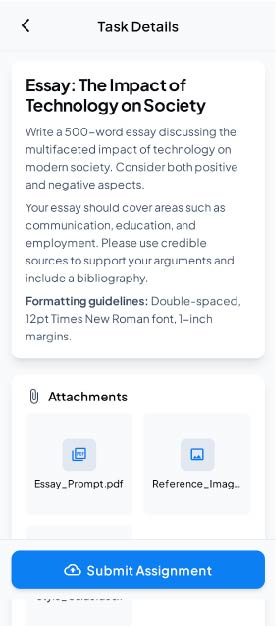 Task Details
Essay: The Impact of
Technology on Society
Write a 500-word essay discussing the
multifaceted impact of technology on
modern society. Consider both positive
and negative aspects.
Your essay should cover areas such as
communication, education, and
employment. Please use credible
sources to support your arguments and
include a bibliography.
Formatting guidelines: Double-spaced,
12pt Times New Roman font, 1-inch
margins.
Attachments
Essay_Prompt.pdf
Reference_Imag...
Submit Assignment